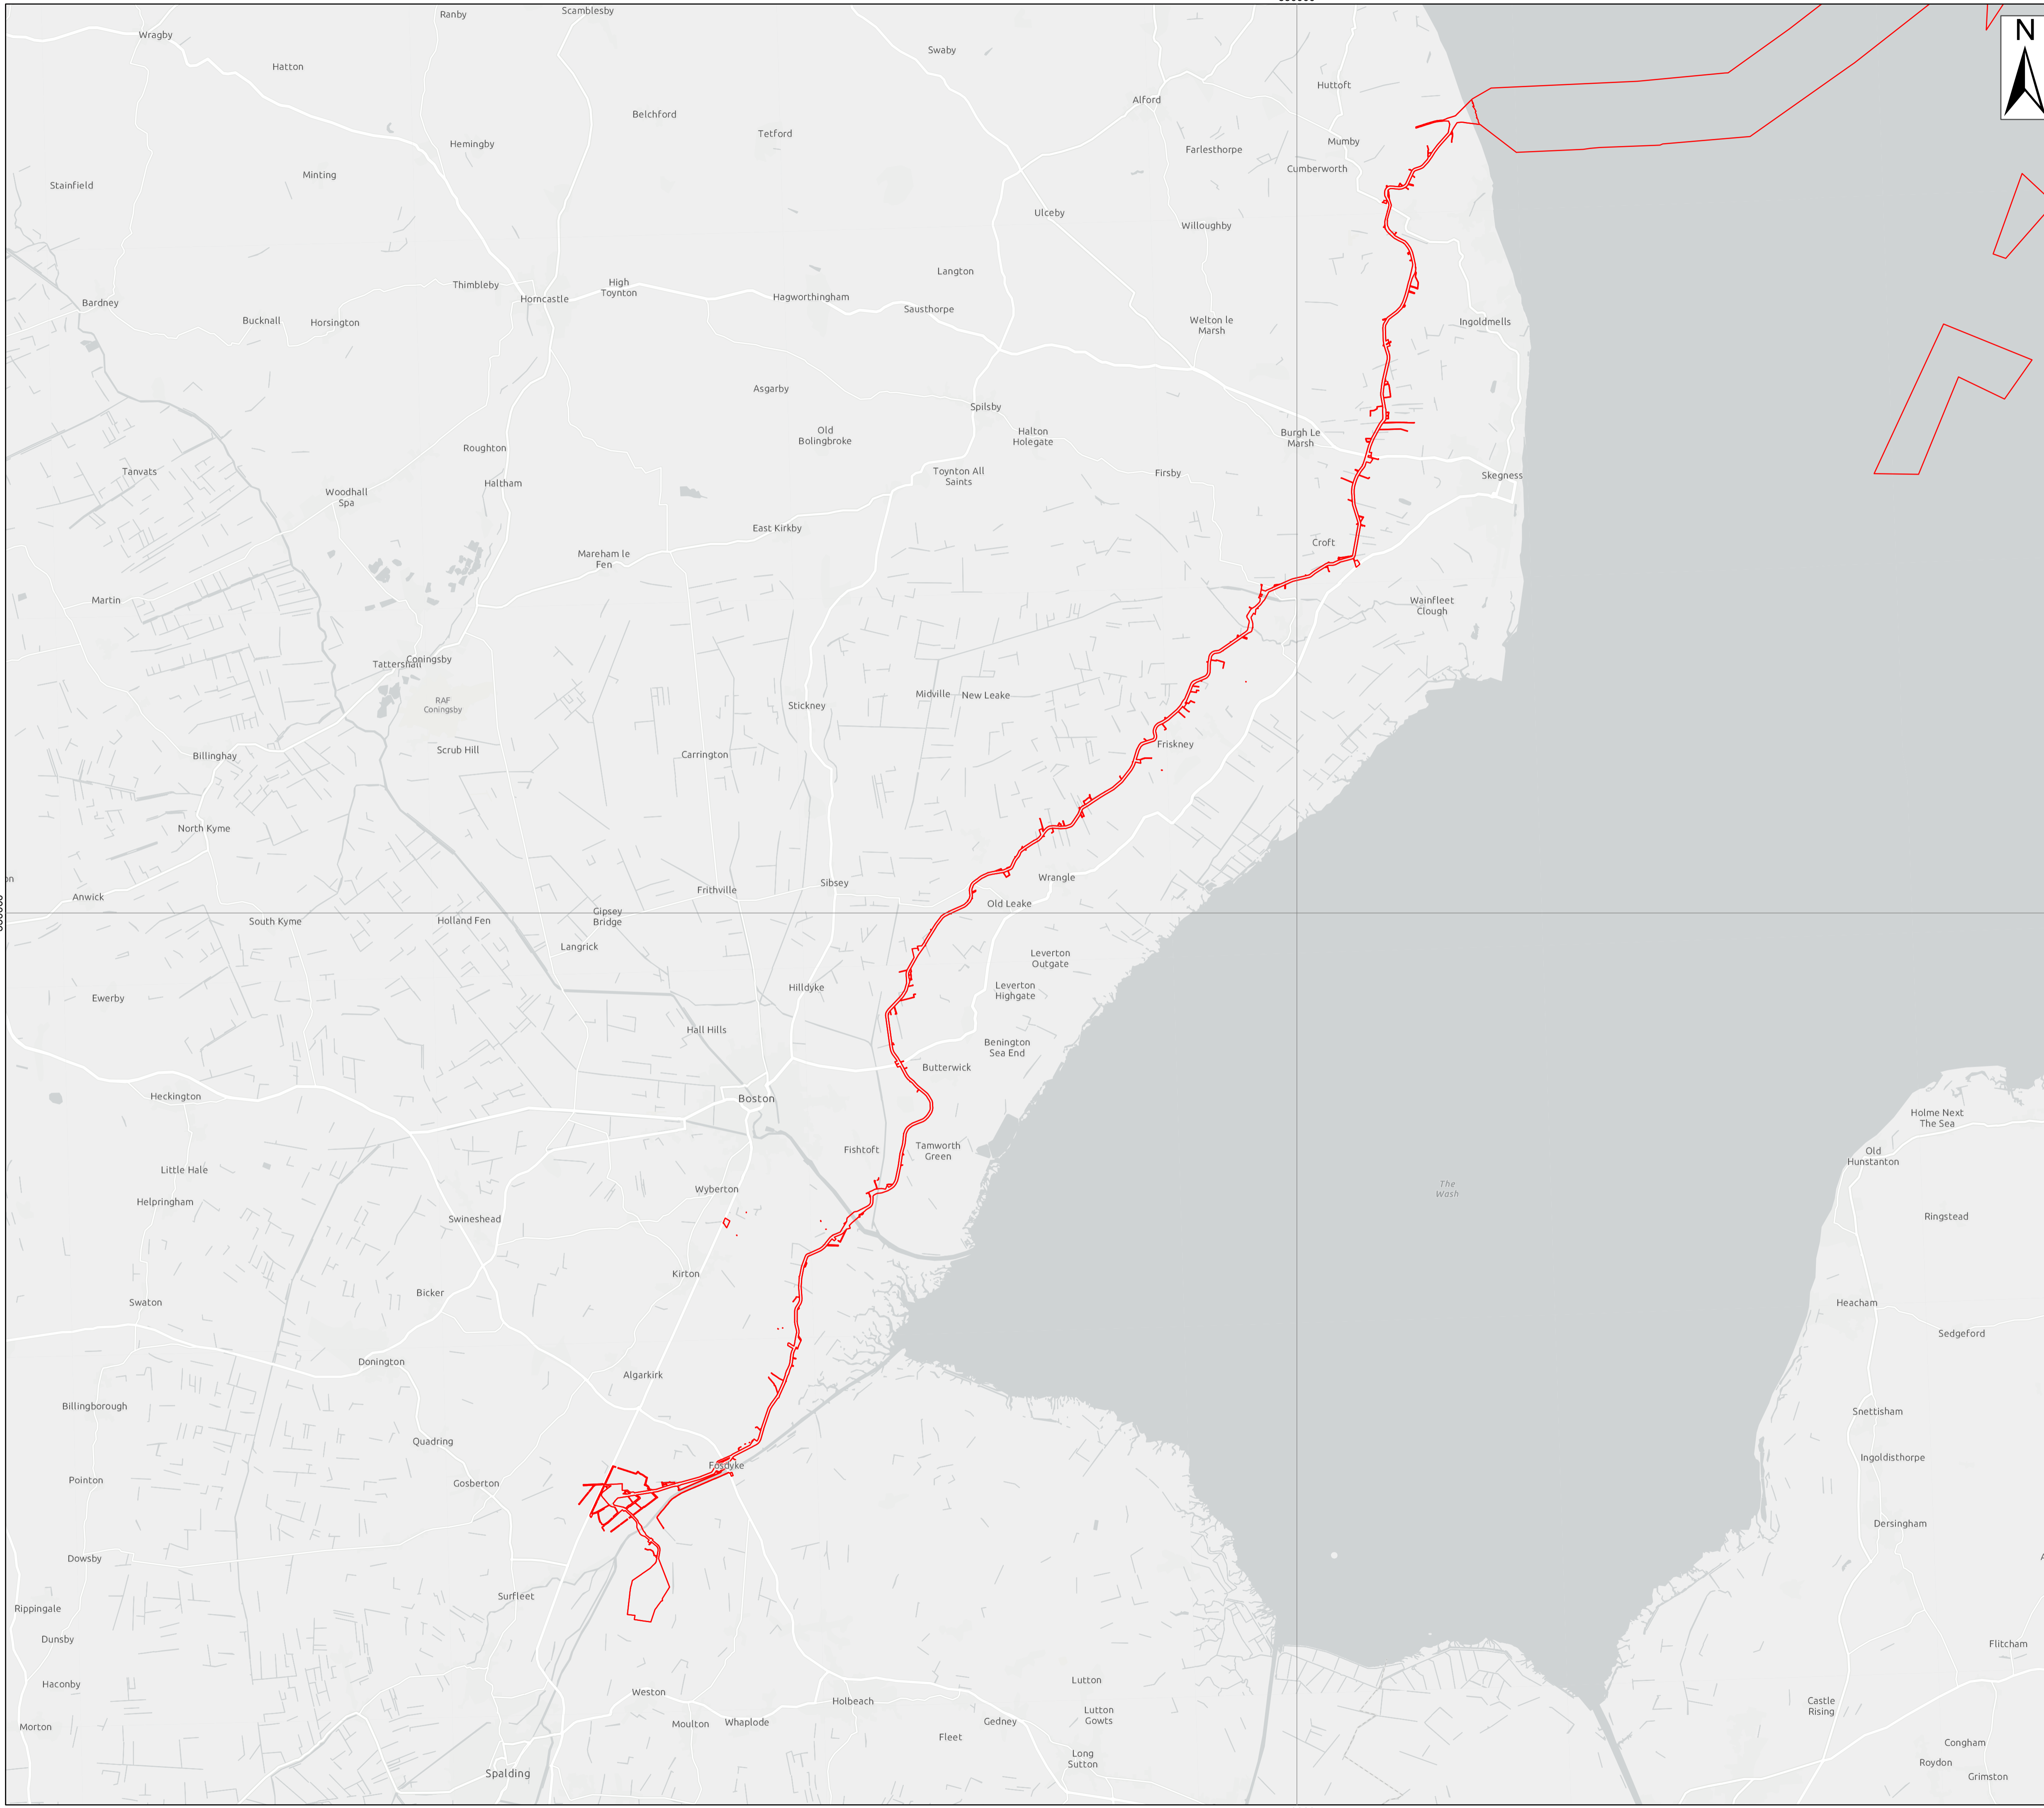 Ranby
Scamblesby
Wragby
Swaby
N
Hatton
Huttoft
Alford
Belchford
Tetford
Hemingby
Mumby
Farlesthorpe
Cumberworth
Minting
Stainfield
Ulceby
Willoughby
Langton
Thimbleby
High
Toynton
Horncastle
Hagworthingham
Bardney
Sausthorpe
Bucknall
Horsington
Welton le
Marsh
Ingoldmells
Asgarby
Spilsby
Old
Bolingbroke
Halton
Holegate
Burgh Le
Marsh
Roughton
Tanvats
Toynton All
Saints
Firsby
Skegness
Haltham
Woodhall
Spa
East Kirkby
Croft
Mareham le
Fen
Martin
Wainfleet
Clough
Coningsby
Tattershall
Midville
New Leake
RAF
Coningsby
Stickney
Friskney
Scrub Hill
Carrington
Billinghay
North Kyme
Wrangle
Sibsey
Frithville
Anwick
Old Leake
Gipsey
Bridge
South Kyme
Holland Fen
Langrick
Leverton
Outgate
Hilldyke
Leverton
Highgate
Ewerby
Hall Hills
Benington
Sea End
Butterwick
Heckington
Boston
Holme Next
The Sea
Fishtoft
Tamworth
Green
Old
Hunstanton
Little Hale
The
Wash
Wyberton
Helpringham
Swineshead
Ringstead
Kirton
Bicker
Swaton
Heacham
Sedgeford
Donington
Algarkirk
Billingborough
Snettisham
Quadring
Ingoldisthorpe
Fosdyke
Pointon
Gosberton
Dersingham
Dowsby
Surfleet
Rippingale
Dunsby
Flitcham
Haconby
Lutton
Weston
Holbeach
Castle
Rising
Lutton
Gowts
Morton
Moulton
Whaplode
Gedney
Fleet
Congham
Long
Sutton
Roydon
Spalding
Grimston